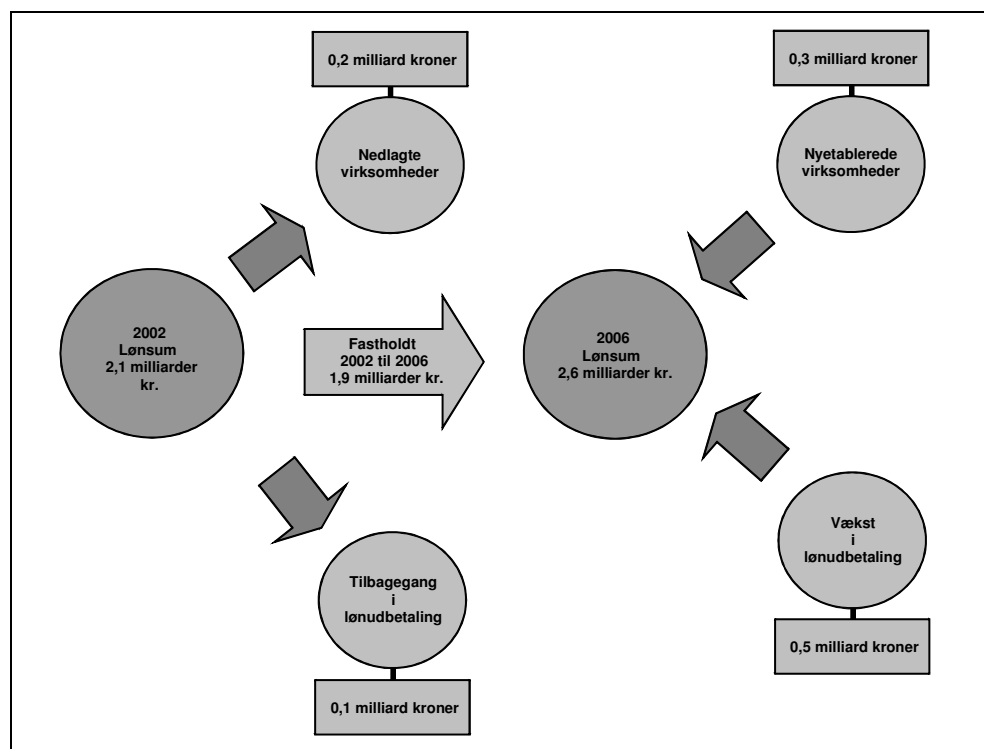 0,2 milliard kroner
Nedlagte
virksomheder
0,3 milliard kroner
Nyetablerede
virksomheder
2002
Lønsum
2,1 milliarder
kr.
Fastholdt
2002 til 2006
1,9 milliarder kr.
2006
Lønsum
2,6 milliarder kr.
Tilbagegang
i
lønudbetaling
0,1 milliard kroner
Vækst
i
lønudbetaling
0,5 milliard kroner